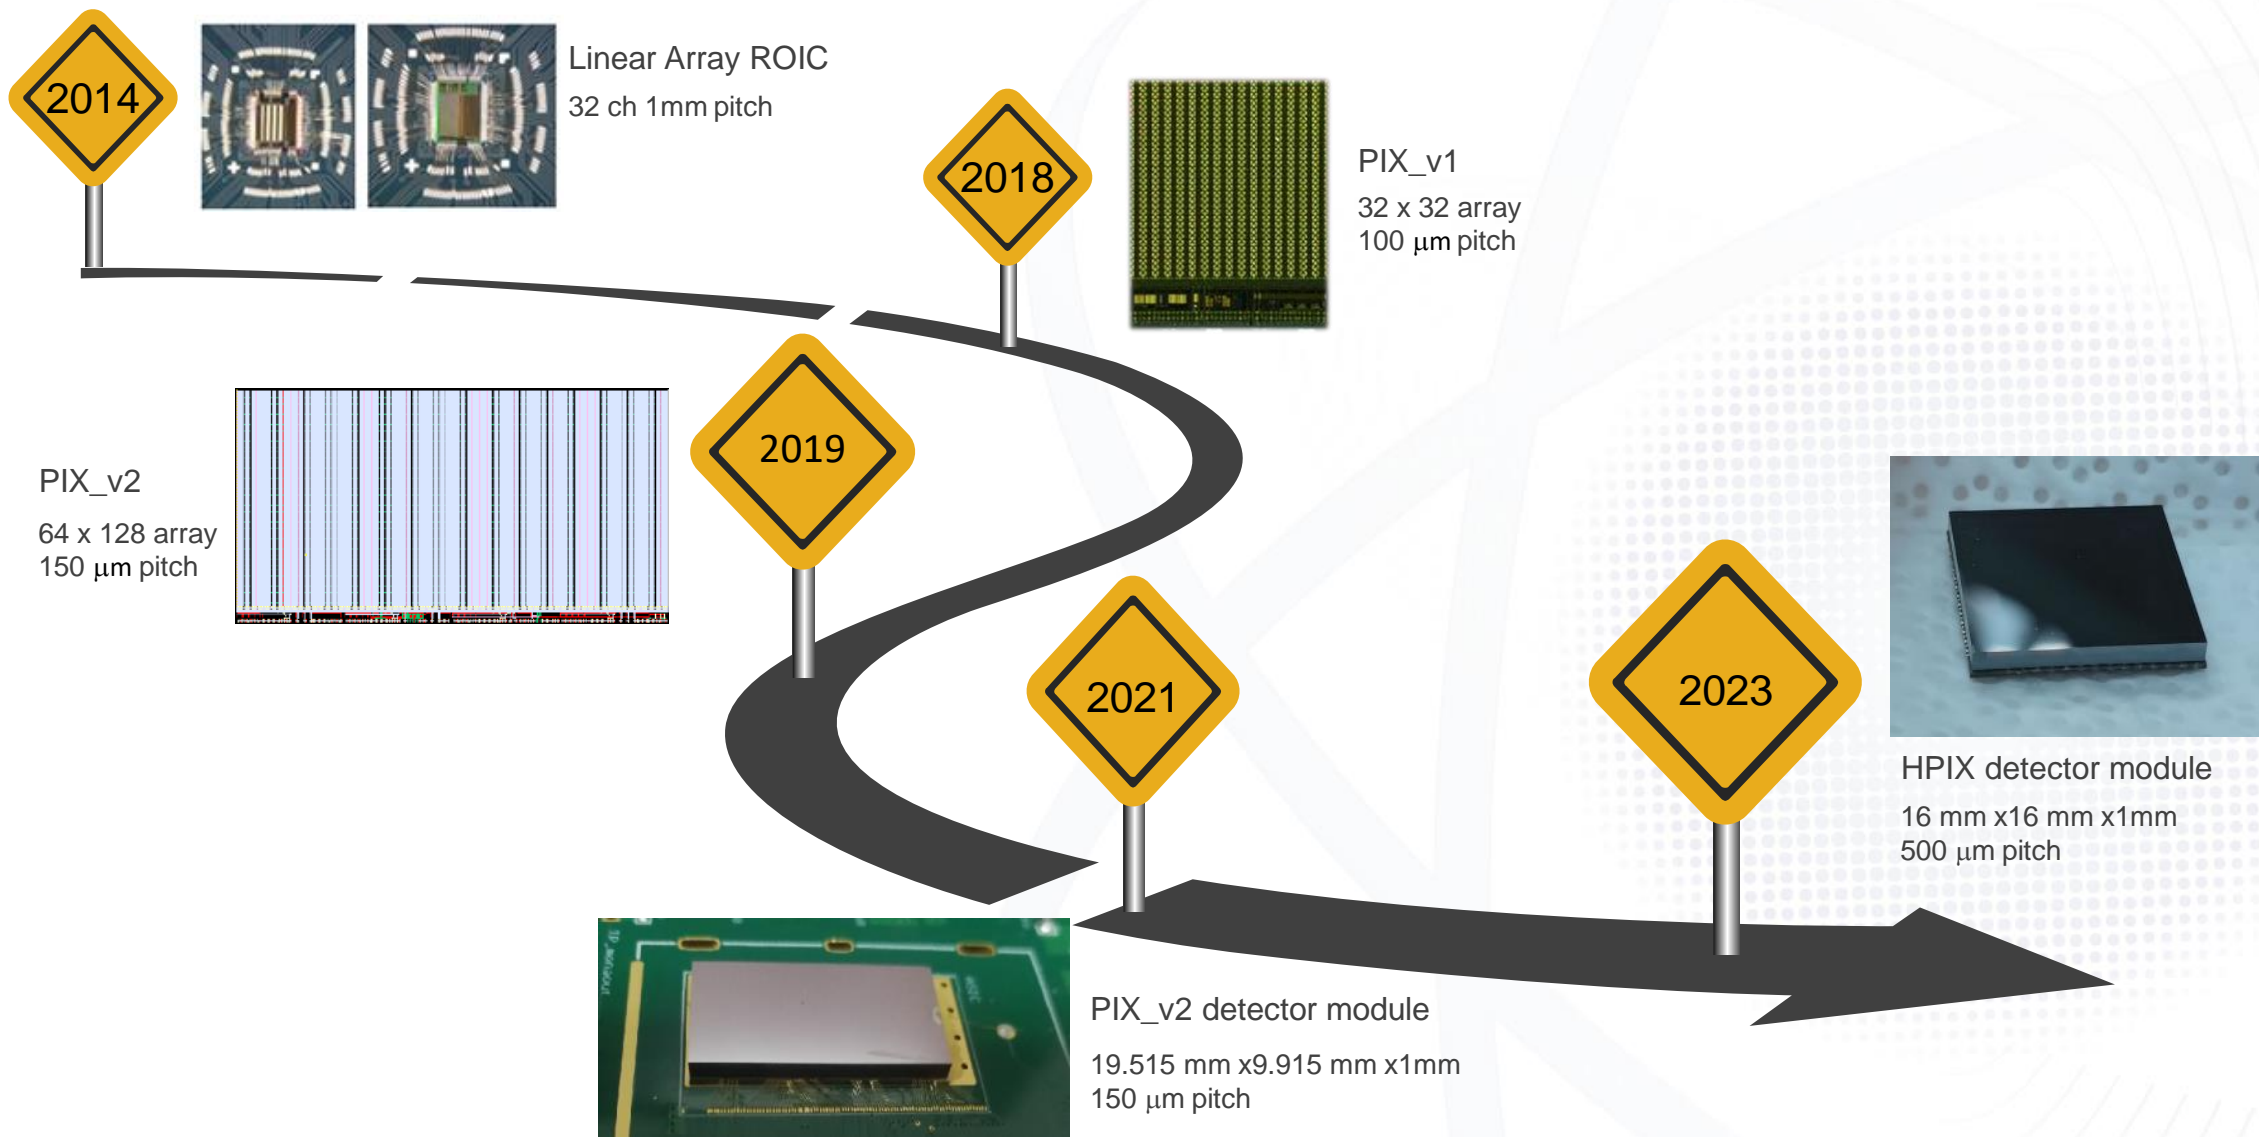 2014
Linear Array ROIC
32 ch 1mm pitch
2018
PIX_v1
32 x 32 array
100 μm pitch
2019
PIX_v2
64 x 128 array
150 μm pitch
2021
PIX_v2 detector module
19.515 mm x9.915 mm x1mm
150 μm pitch
2023
HPIX detector module
16 mm x16 mm x1mm
500 μm pitch